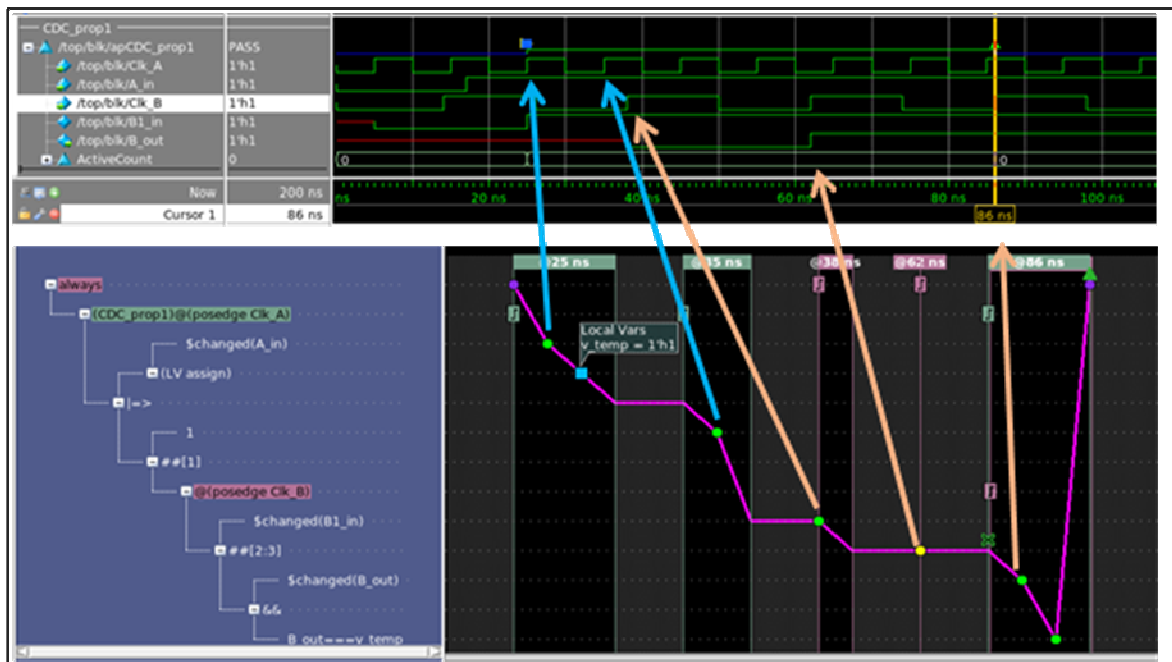 CDC_prop1
/top/blk/apCDC_prop1 PASS
/top/blk/Clk_A 1'h1
/top/blk/A_in 1'h1
/top/blk/Clk_B 1'h1
/top/blk/B1_in 1'h1
/top/blk/B_out 1'h1
ActiveCount 0 0 1 0
Now 200 ns ns 20 ns 40 ns 60 ns 80 ns 100 ns
Cursor 1 86 ns 86 ns
@25 ns @35 ns @38 ns @62 ns @86 ns
always
(CDC_prop1)@(posedge Clk_A)
$changed(A_in)
Local Vars
v_temp = 1'h1
(LV assign)
|=>
1
##[1]
@(posedge Clk_B)
$changed(B1_in)
##[2:3]
$changed(B_out)
&&
B_out===v_temp